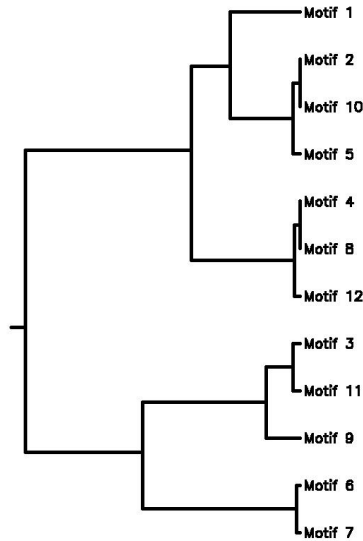 Motif 1
Motif 2
Motif 10
Motif 5
Motif 4
Motif 8
Motif 12
Motif 3
Motif 11
Motif 9
Motif 6
Motif 7